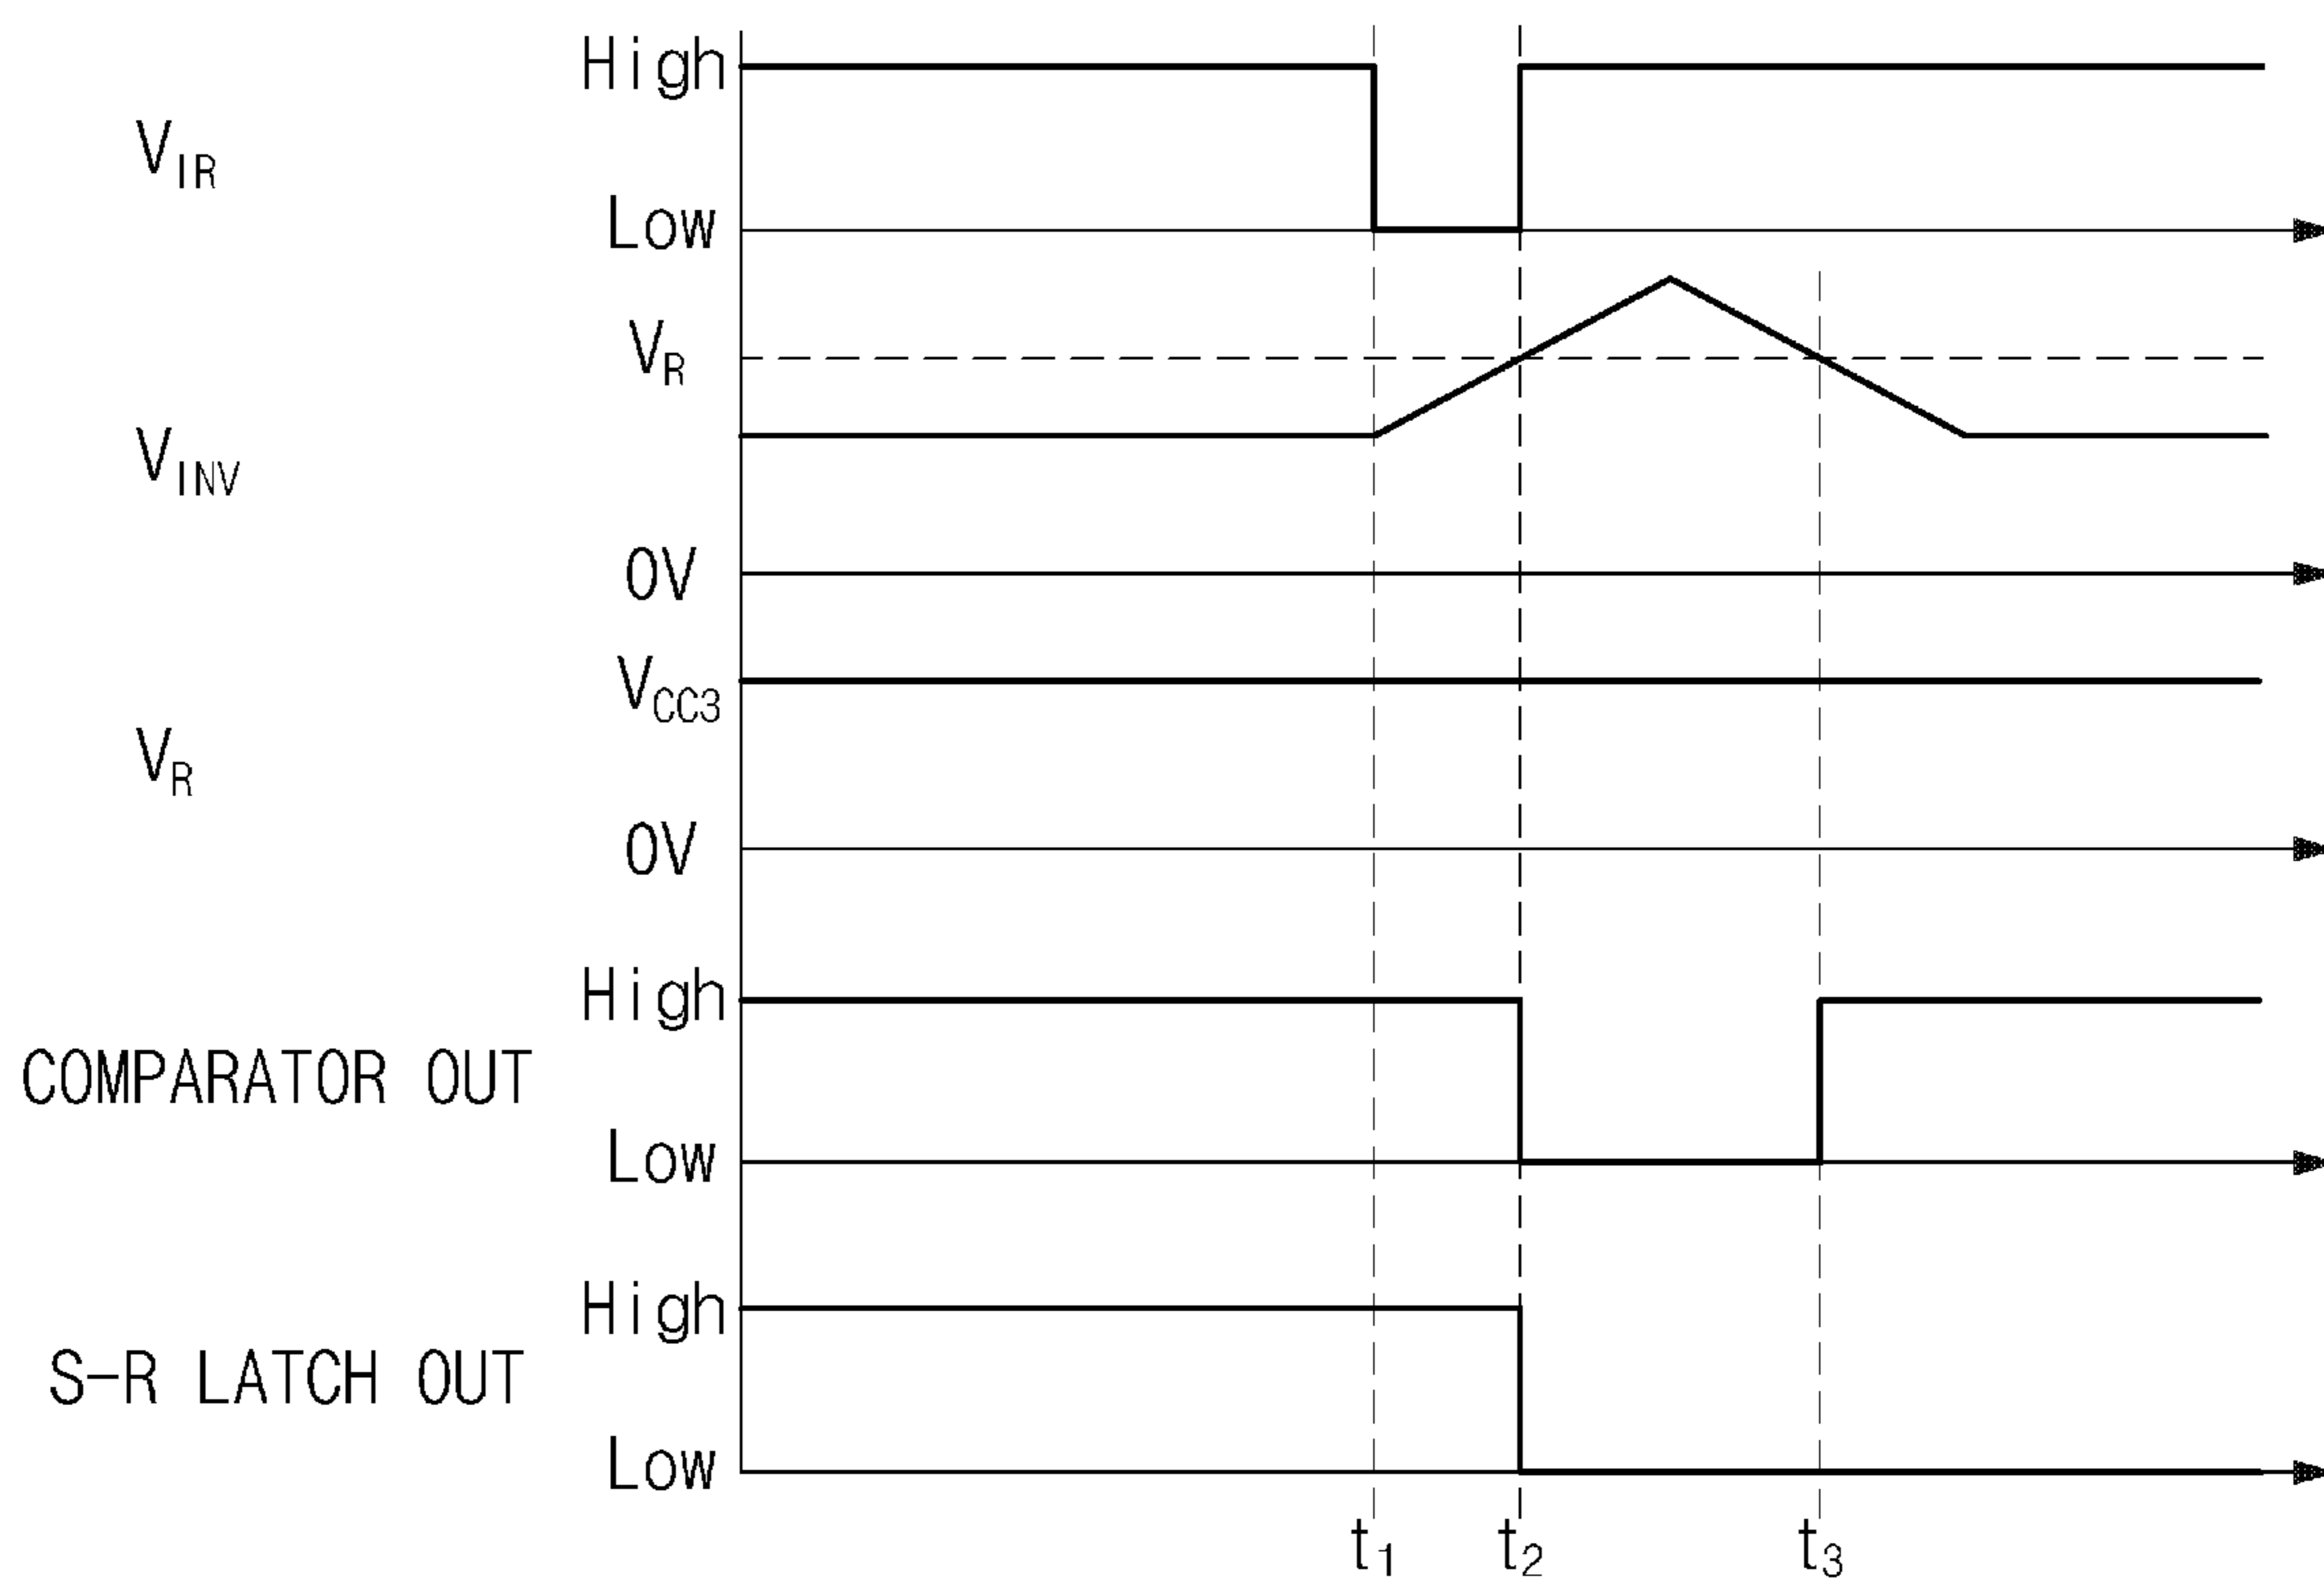 High
V_IR
Low
V_R
V_INV
0V
V_CC3
V_R
0V
High
COMPARATOR OUT
Low
High
S-R LATCH OUT
Low
t_1 t_2 t_3